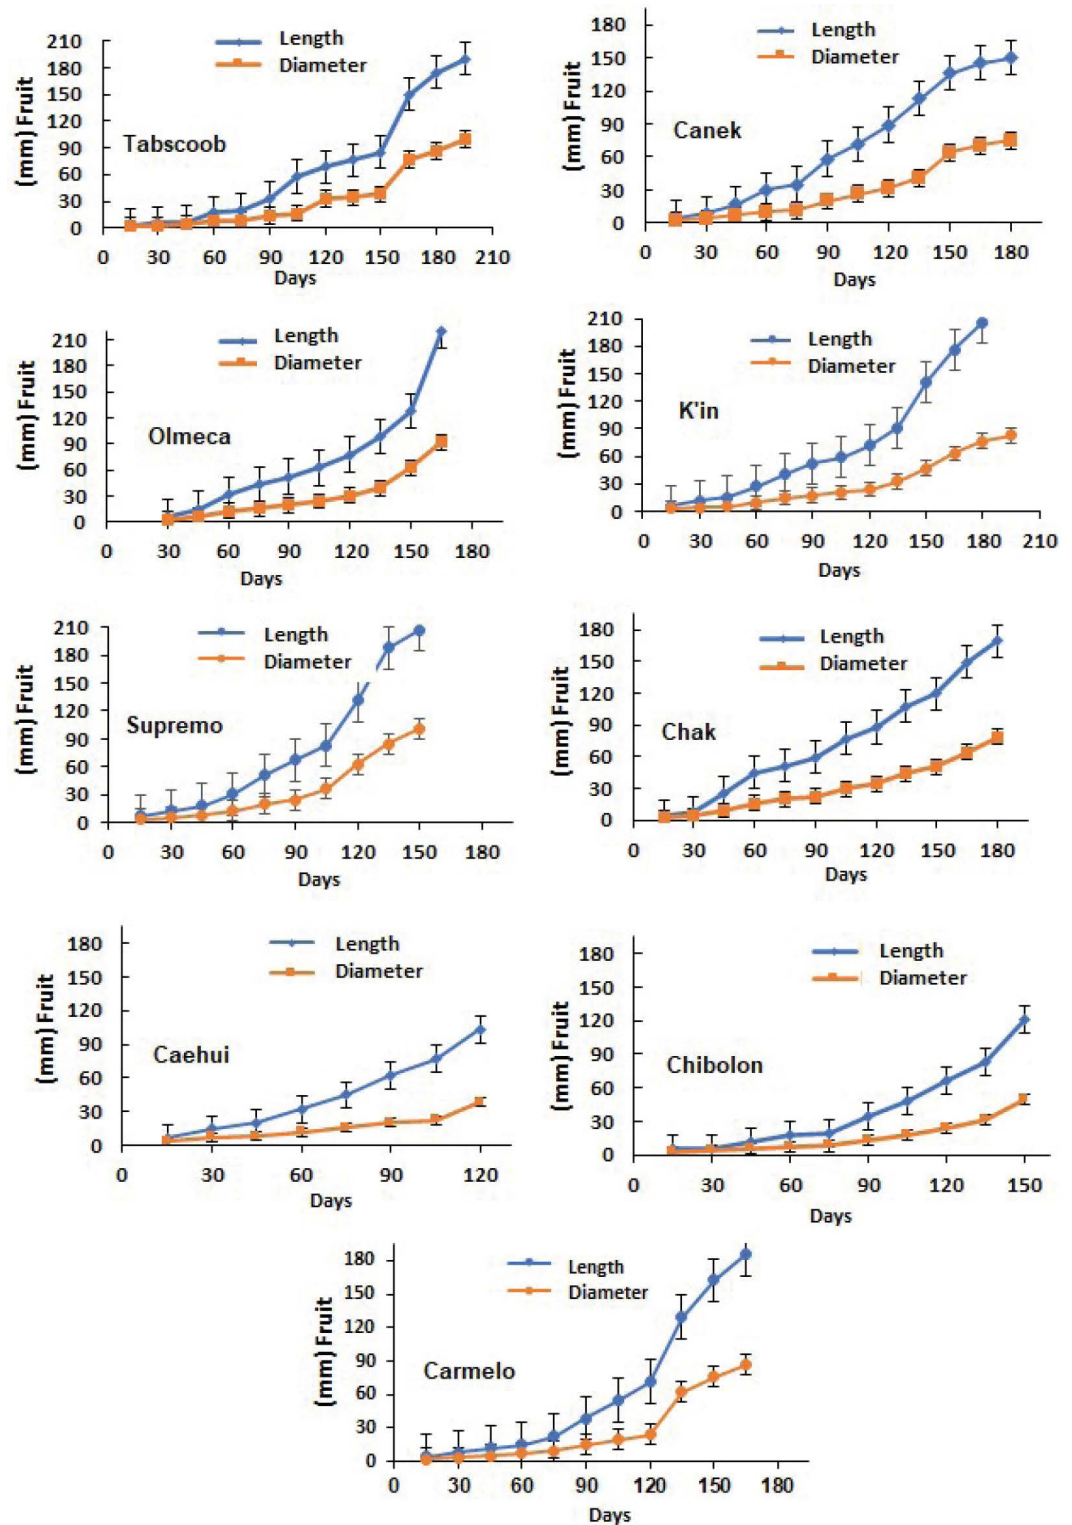 Length
Diameter
(mm) Fruit
210
180
150
120
90
60
30
0
Tabscoob
0 30 60 90 120 150 180 210
Days
Length
Diameter
(mm) Fruit
180
150
120
90
60
30
0
Canek
0 30 60 90 120 150 180
Days
Length
Diameter
(mm) Fruit
210
180
150
120
90
60
30
0
Olmeca
0 30 60 90 120 150 180
Days
Length
Diameter
(mm) Fruit
210
180
150
120
90
60
30
0
K'in
0 30 60 90 120 150 180 210
Days
Length
Diameter
(mm) Fruit
210
180
150
120
90
60
30
0
Supremo
0 30 60 90 120 150 180
Days
Length
Diameter
(mm) Fruit
180
150
120
90
60
30
0
Chak
0 30 60 90 120 150 180
Days
Length
Diameter
(mm) Fruit
180
150
120
90
60
30
0
Caehui
0 30 60 90 120
Days
Length
Diameter
(mm) Fruit
180
150
120
90
60
30
0
Chibolon
0 30 60 90 120 150
Days
Length
Diameter
(mm) Fruit
180
150
120
90
60
30
0
Carmelo
0 30 60 90 120 150 180
Days